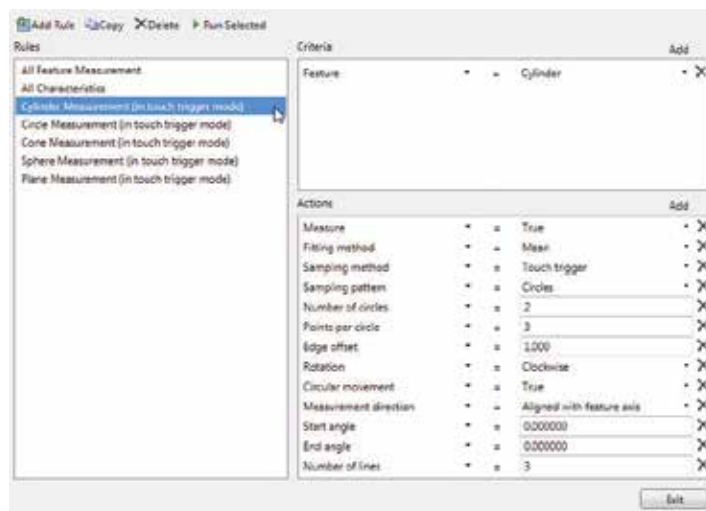 Add Rule Copy Delete Run Selected
Rules
All Feature Measurement
All Characteristics
Cylinder Measurement (in touch trigger mode)
Circle Measurement (in touch trigger mode)
Cone Measurement (in touch trigger mode)
Sphere Measurement (in touch trigger mode)
Plane Measurement (in touch trigger mode)
Criteria Add
Feature = Cylinder
Actions Add
Measure = True
Fitting method = Mean
Sampling method = Touch trigger
Sampling pattern = Circles
Number of circles = 2
Points per circle = 3
Edge offset = 1.000
Rotation = Clockwise
Circular movement = True
Measurement direction = Aligned with feature axis
Start angle = 0.000000
End angle = 0.000000
Number of lines = 3
Exit